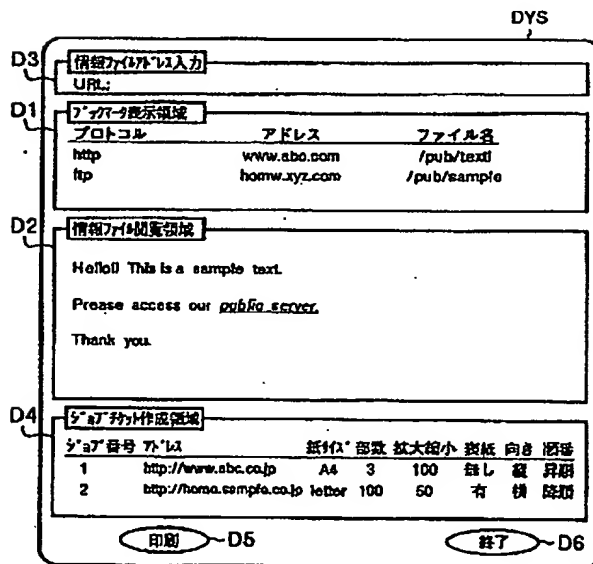 DYS
D3
情報ファイルアドレス入力
URL:
D1
ブックマーク表示領域
プロトコル アドレス ファイル名
http www.abc.com /pub/text1
ftp homw.xyz.com /pub/sample
D2
情報ファイル閲覧領域
Hello!! This is a sample text.
Prease access our public server.
Thank you.
D4
ジョブチケット作成領域
ジョブ番号 アドレス 紙サイズ 部数 拡大縮小 表紙 向き 順番
1 http://www.abc.co.jp A4 3 100 無し 縦 昇順
2 http://home.sample.co.jp letter 100 50 有 横 降順
印刷 D5 終了 D6